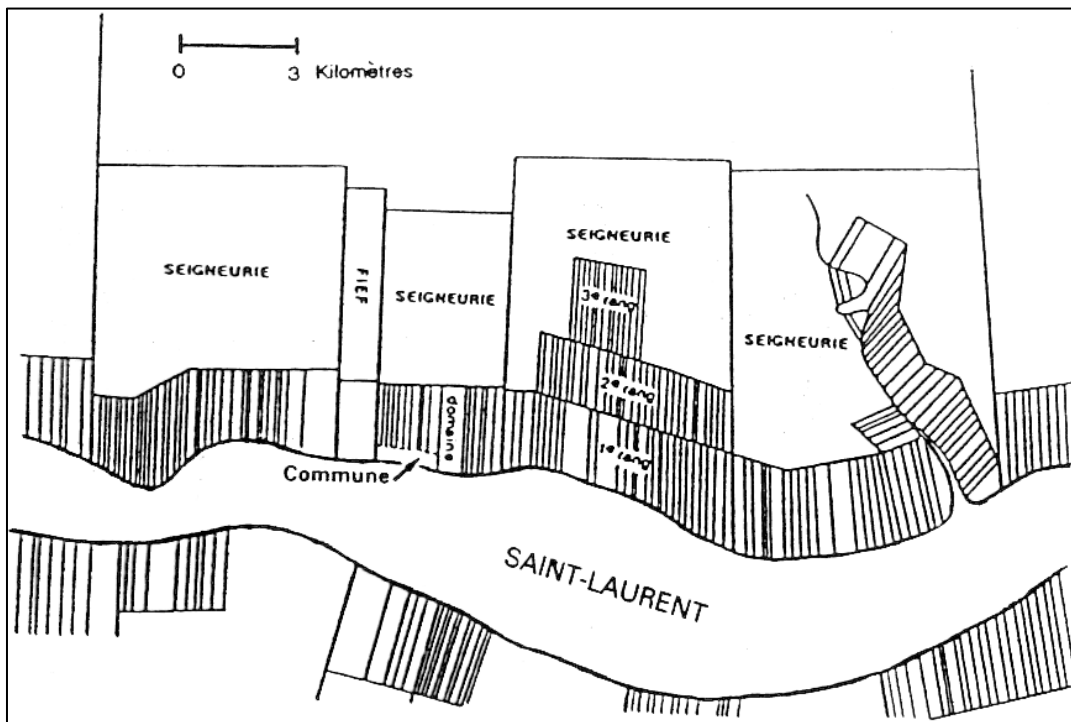 0 3 Kilomètres
SEIGNEURIE
SEIGNEURIE
FIEF
SEIGNEURIE
SEIGNEURIE
3e rang
2e rang
1e rang
domaine
Commune
SAINT-LAURENT